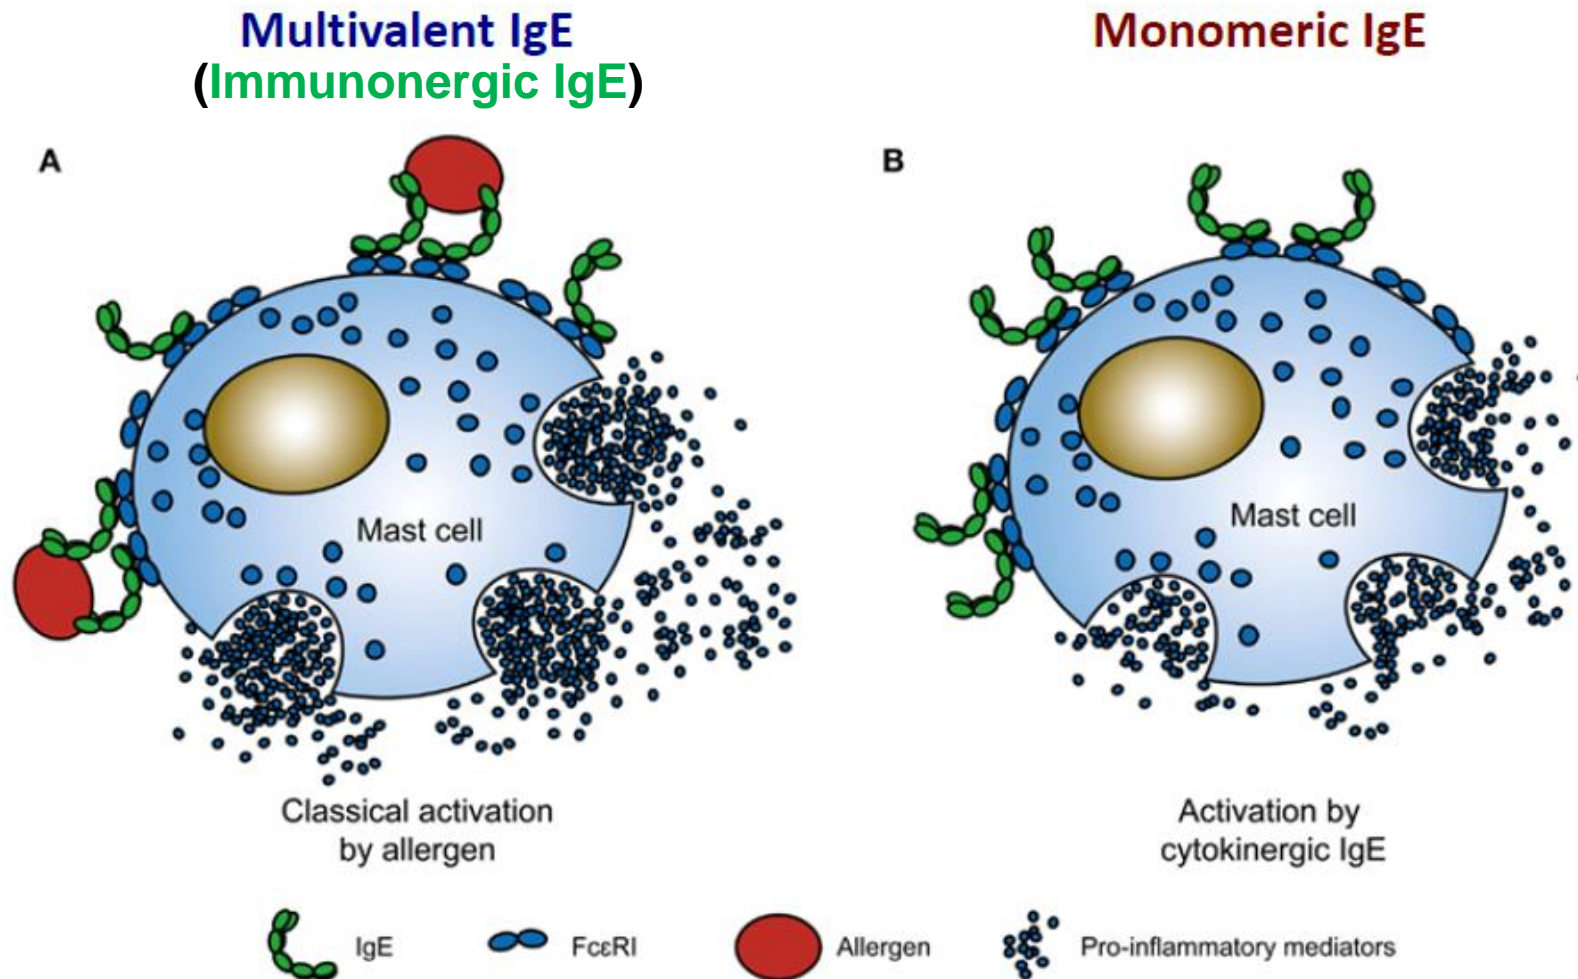 Multivalent IgE
(Immunonergic IgE)
Monomeric IgE
A
B
Mast cell
Mast cell
Classical activation
by allergen
Activation by
cytokinergic IgE
IgE
FcεRI
Allergen
Pro-inflammatory mediators